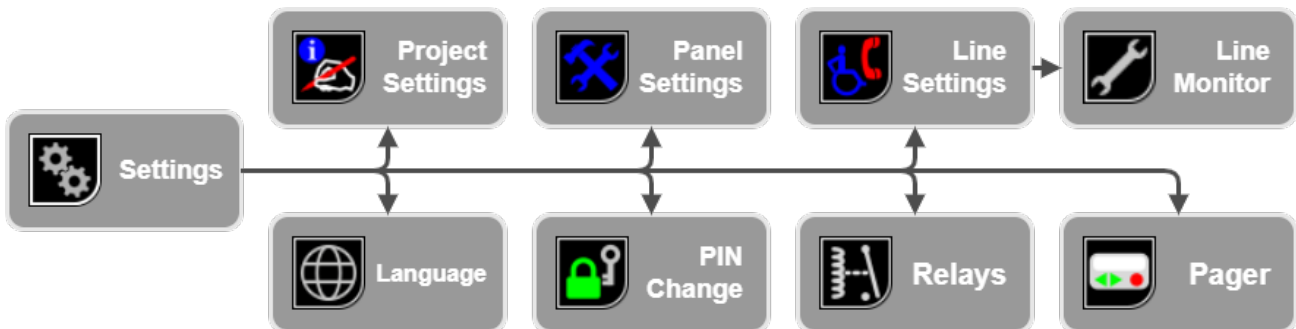 Project
Settings
Panel
Settings
Line
Settings
Line
Monitor
Settings
Language
PIN
Change
Relays
Pager